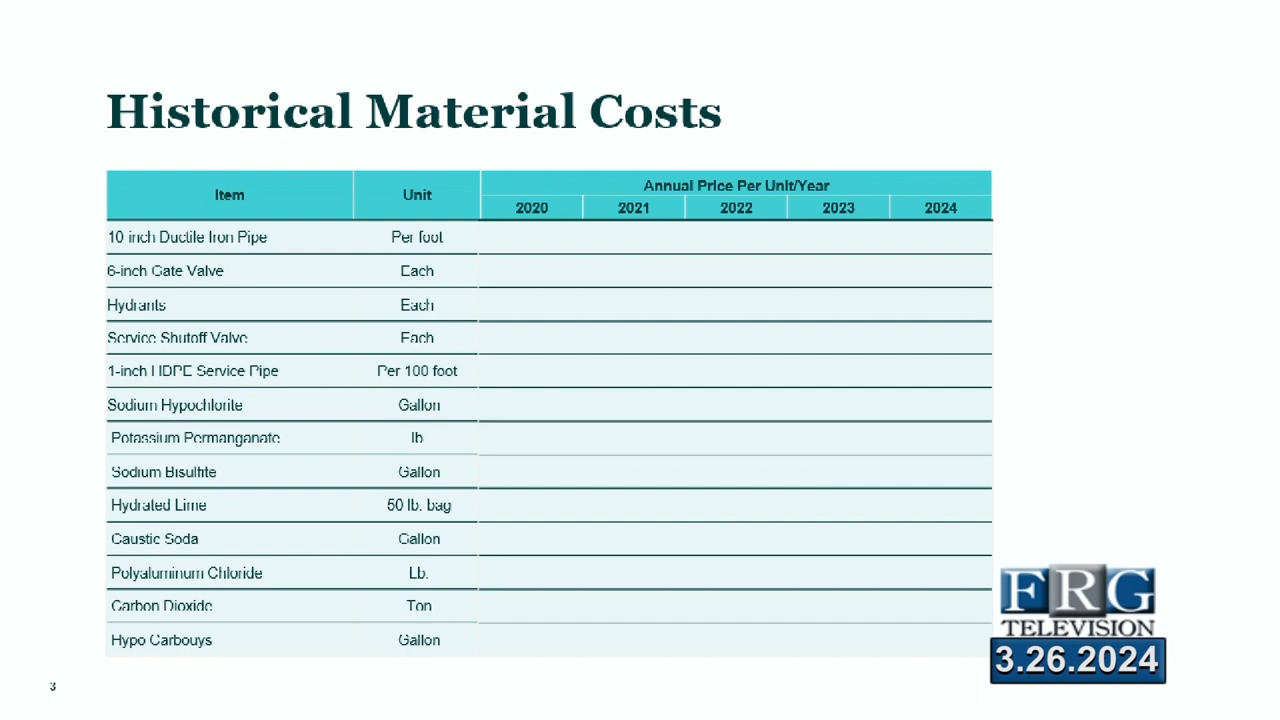 Historical Material Costs
Item Unit Annual Price Per Unit/Year
2020 2021 2022 2023 2024
10 inch Ductile Iron Pipe Per foot
6-inch Gate Valve Each
Hydrants Each
Service Shutoff Valve Each
1-inch HDPE Service Pipe Per 100 foot
Sodium Hypochlorite Gallon
Potassium Permanganate lb
Sodium Bisulfite Gallon
Hydrated Lime 50 lb. bag
Caustic Soda Gallon
Polyaluminum Chloride Lb.
Carbon Dioxide Ton
Hypo Carbouys Gallon
FRG
TELEVISION
3.26.2024
3